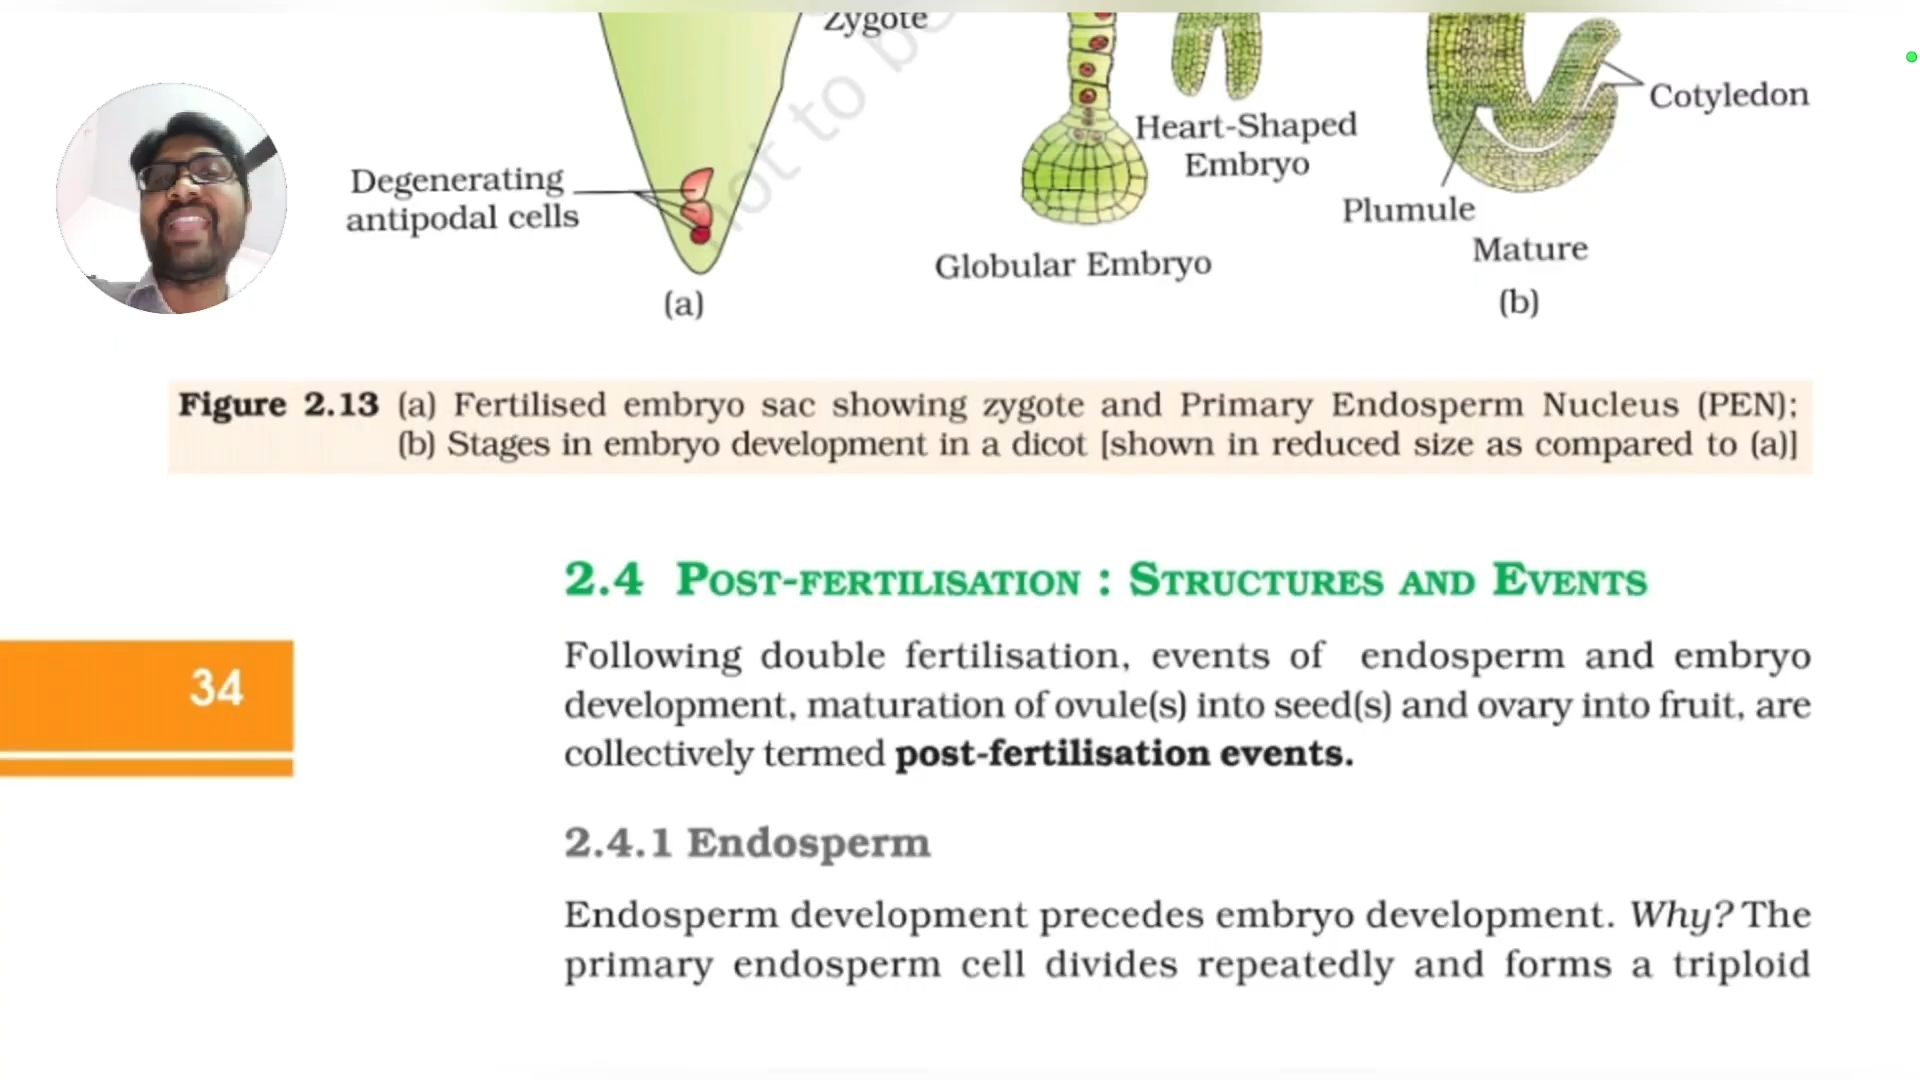 Zygote
not to be
Degenerating
antipodal cells
(a)
Heart-Shaped
Embryo
Globular Embryo
Cotyledon
Plumule
Mature
(b)
Figure 2.13 (a) Fertilised embryo sac showing zygote and Primary Endosperm Nucleus (PEN);
(b) Stages in embryo development in a dicot [shown in reduced size as compared to (a)]
2.4 POST-FERTILISATION : STRUCTURES AND EVENTS
34
Following double fertilisation, events of endosperm and embryo
development, maturation of ovule(s) into seed(s) and ovary into fruit, are
collectively termed post-fertilisation events.
2.4.1 Endosperm
Endosperm development precedes embryo development. Why? The
primary endosperm cell divides repeatedly and forms a triploid